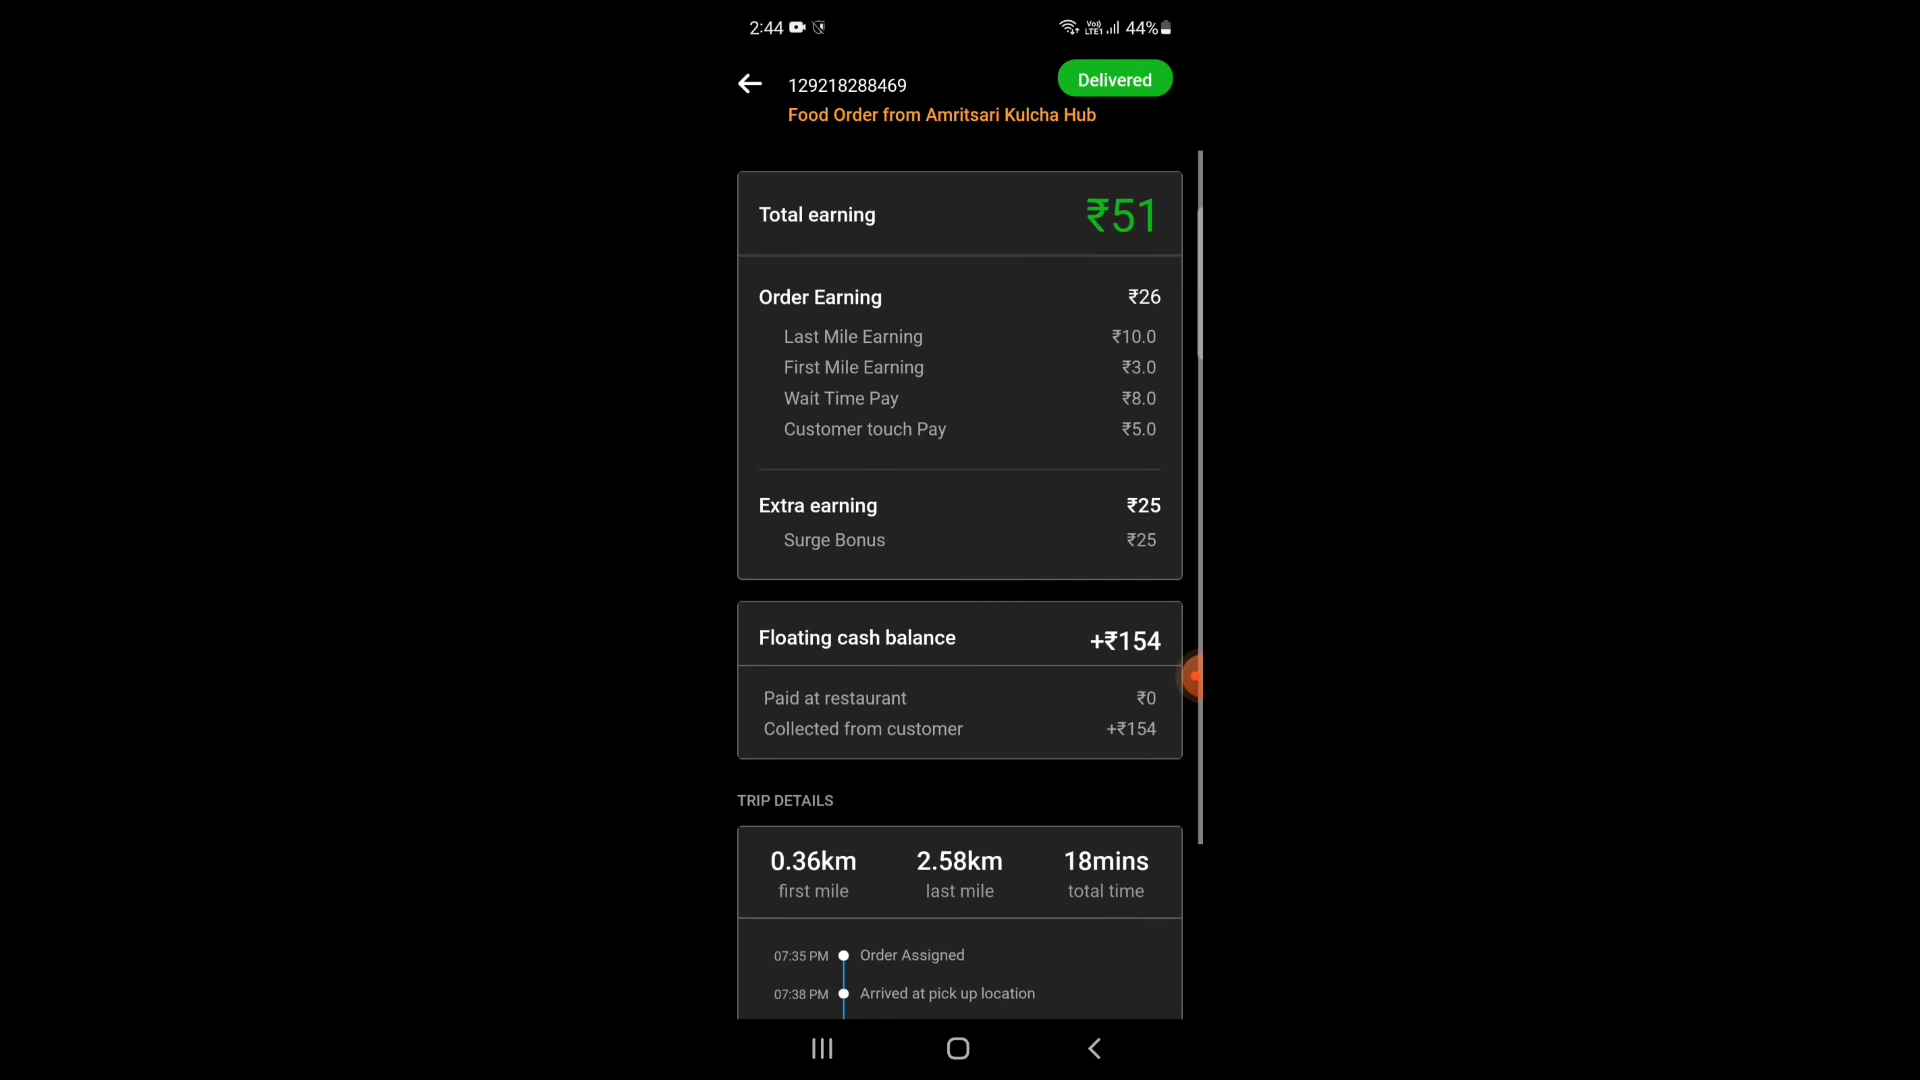 2:44 Vo)) LTE1 44%
129218288469 Delivered
Food Order from Amritsari Kulcha Hub
Total earning ₹51
Order Earning ₹26
Last Mile Earning ₹10.0
First Mile Earning ₹3.0
Wait Time Pay ₹8.0
Customer touch Pay ₹5.0
Extra earning ₹25
Surge Bonus ₹25
Floating cash balance +₹154
Paid at restaurant ₹0
Collected from customer +₹154
TRIP DETAILS
0.36km 2.58km 18mins
first mile last mile total time
07:35 PM Order Assigned
07:38 PM Arrived at pick up location